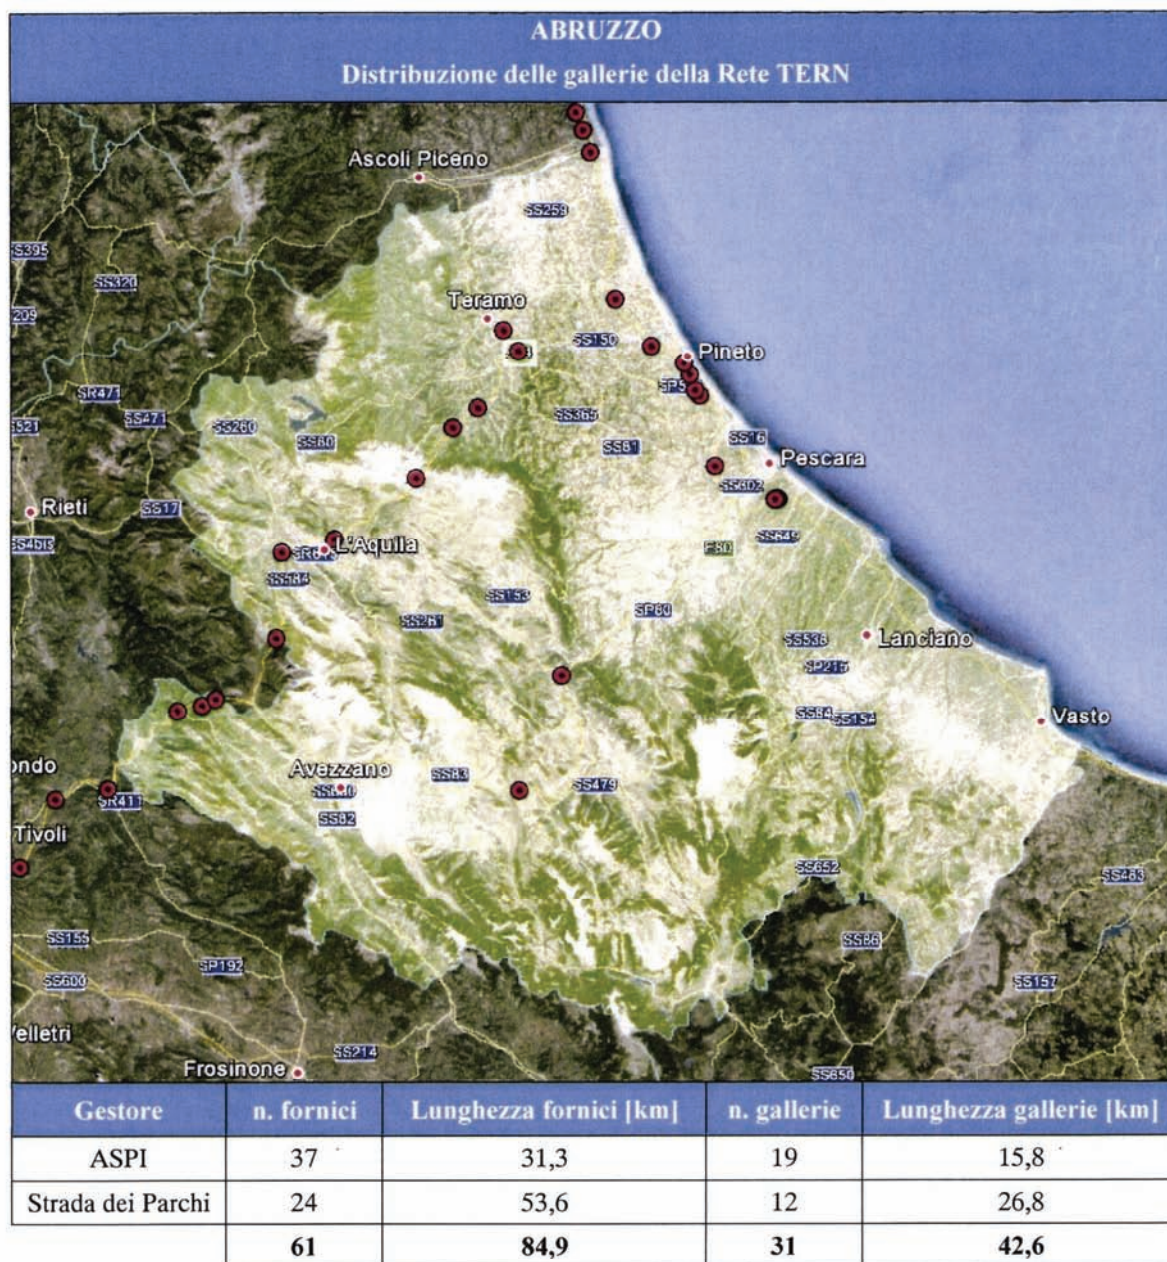 ABRUZZO
Distribuzione delle gallerie della Rete TERN
Ascoli Piceno
SS259
SS395
SS320
209
Teramo
SS150
Pineto
SR471
SS471
SS260
SS80
SS365
SS81
SS16
Pescara
SS602
Rieti
SS17
SS4bis
L'Aquila
SS584
SS649
E80
SS153
SS261
SP80
SS538
Lanciano
SP215
SS84
SS154
Vasto
ondo
Avezzano
SS83
SS479
SR411
SS82
Tivoli
SS652
SS483
SS155
SP192
SS86
SS600
SS157
Velletri
SS214
Frosinone
SS650
Gestore n. fornici Lunghezza fornici [km] n. gallerie Lunghezza gallerie [km]
ASPI 37 31,3 19 15,8
Strada dei Parchi 24 53,6 12 26,8
61 84,9 31 42,6